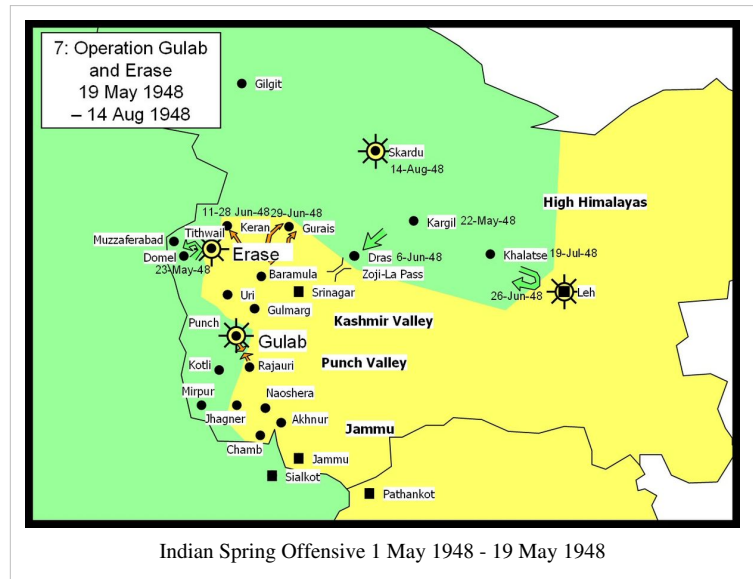 7: Operation Gulab
and Erase
19 May 1948
– 14 Aug 1948
Gilgit
Skardu
14-Aug-48
High Himalayas
11-28 Jun-48
29-Jun-48
Kargil
22-May-48
Tithwail
Keran
Gurais
Muzzaferabad
Domel
Erase
Dras
6-Jun-48
Khalatse
19-Jul-48
23-May-48
Baramula
Zoji-La Pass
Srinagar
26-Jun-48
Leh
Uri
Gulmarg
Kashmir Valley
Punch
Gulab
Punch Valley
Kotli
Rajauri
Mirpur
Naoshera
Jhagner
Akhnur
Jammu
Chamb
Jammu
Sialkot
Pathankot
Indian Spring Offensive 1 May 1948 - 19 May 1948